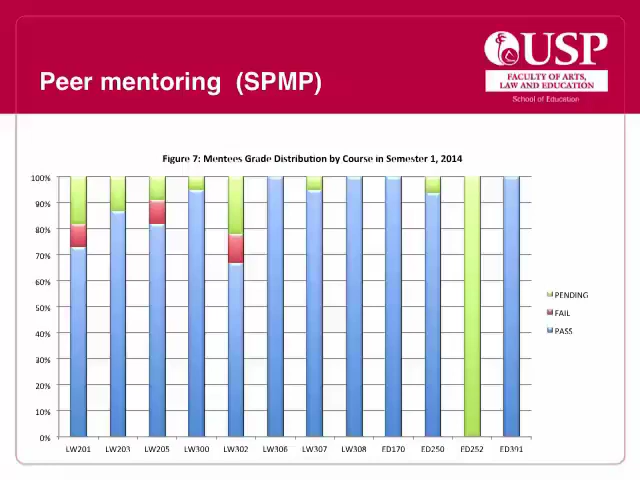 Peer mentoring (SPMP)
USP
FACULTY OF ARTS,
LAW AND EDUCATION
School of Education
Figure 7: Mentees Grade Distribution by Course in Semester 1, 2014
100%
90%
80%
70%
60%
50%
40%
30%
20%
10%
0%
PENDING
FAIL
PASS
LW201 LW203 LW205 LW300 LW302 LW306 LW307 LW308 ED170 ED250 ED252 ED391